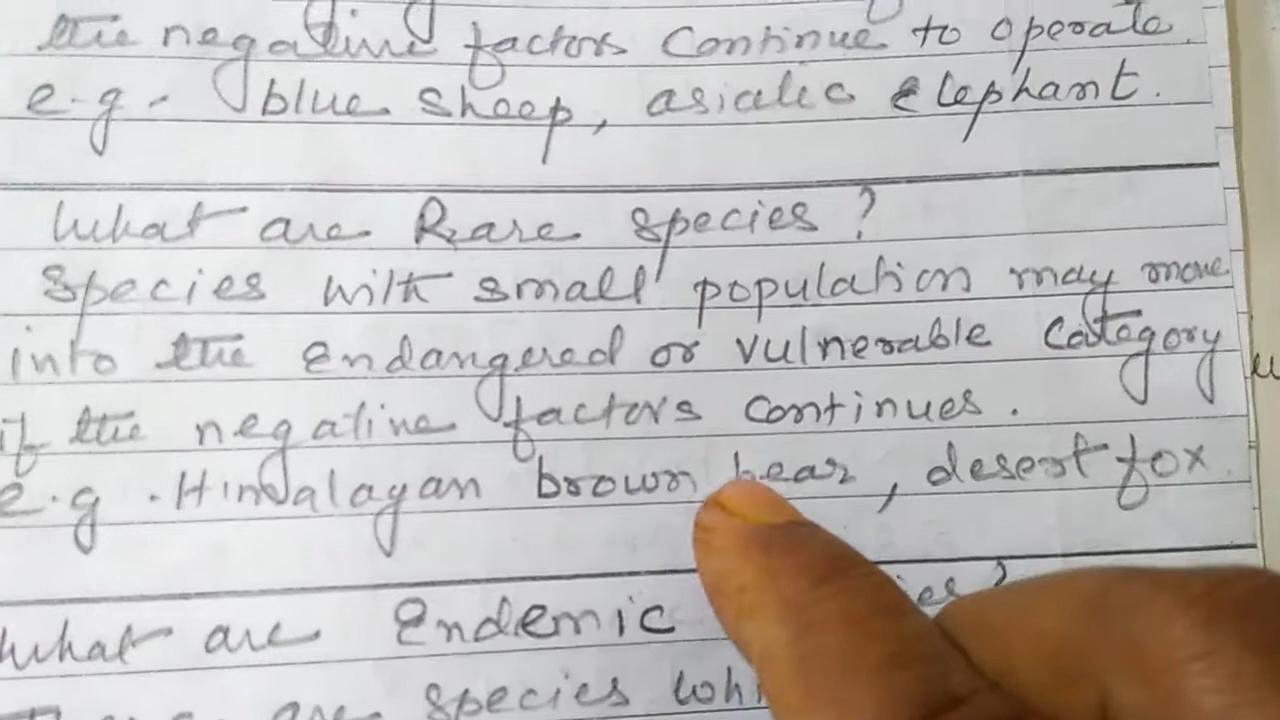 the negative factors continue to operate.
e.g. blue sheep, asiatic elephant.
What are Rare species?
Species with small population may move
into the endangered or vulnerable category
if the negative factors continues.
e.g. Himalayan brown bear, desert fox.
What are Endemic
are species